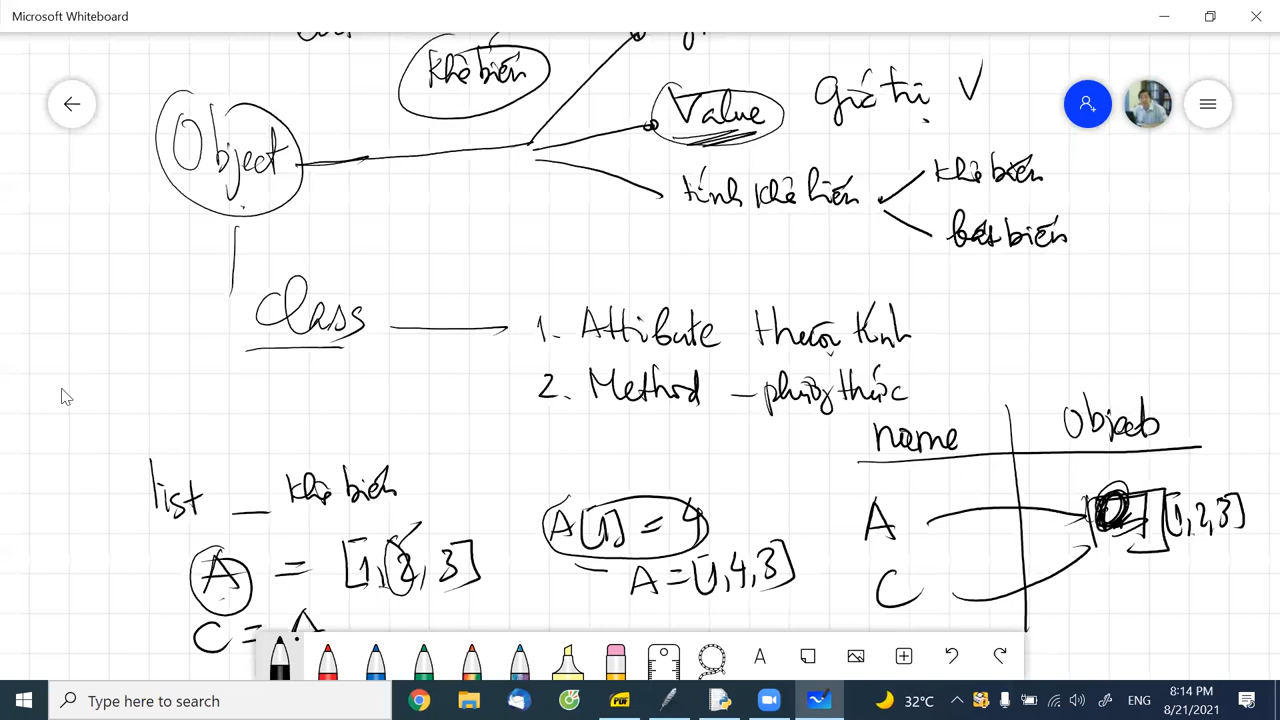 Microsoft Whiteboard
khả biến
Object
Value
giá trị V
tính khả biến
khả biến
bất biến
Class
1. Attibute thuộc tính
2. Method — phương thức
name
Objects
list — khả biến
A[1] = 4
A
[1,2,3]
A = [1, 2, 3]
A = [1,4,3]
C
C = A
Type here to search
32°C
ENG
8:14 PM
8/21/2021